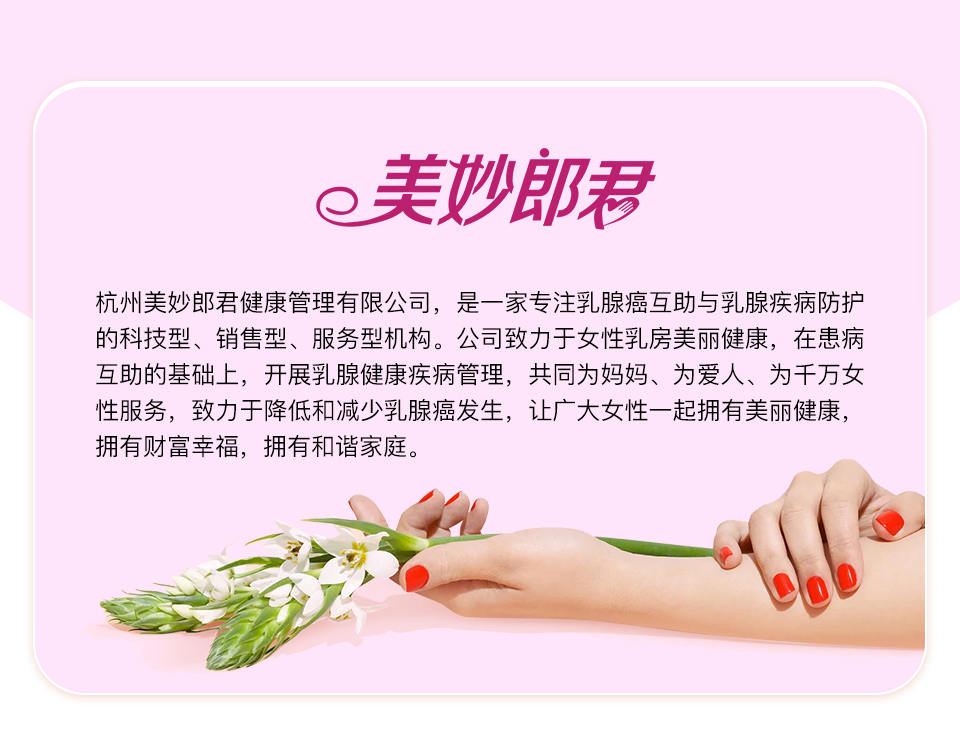 美妙郎君
杭州美妙郎君健康管理有限公司，是一家专注乳腺癌互助与乳腺疾病防护
的科技型、销售型、服务型机构。公司致力于女性乳房美丽健康，在患病
互助的基础上，开展乳腺健康疾病管理，共同为妈妈、为爱人、为千万女
性服务，致力于降低和减少乳腺癌发生，让广大女性一起拥有美丽健康，
拥有财富幸福，拥有和谐家庭。